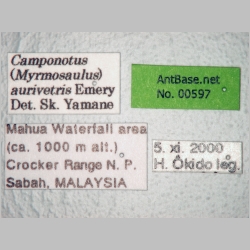 Camponotus
(Myrmosaulus)
aurivetris Emery
Det. Sk. Yamane
AntBase.net
No. 00597
Mahua Waterfall area
(ca. 1000 m alt.)
Crocker Range N. P.
Sabah, MALAYSIA
5. xi. 2000
H. Okido leg.